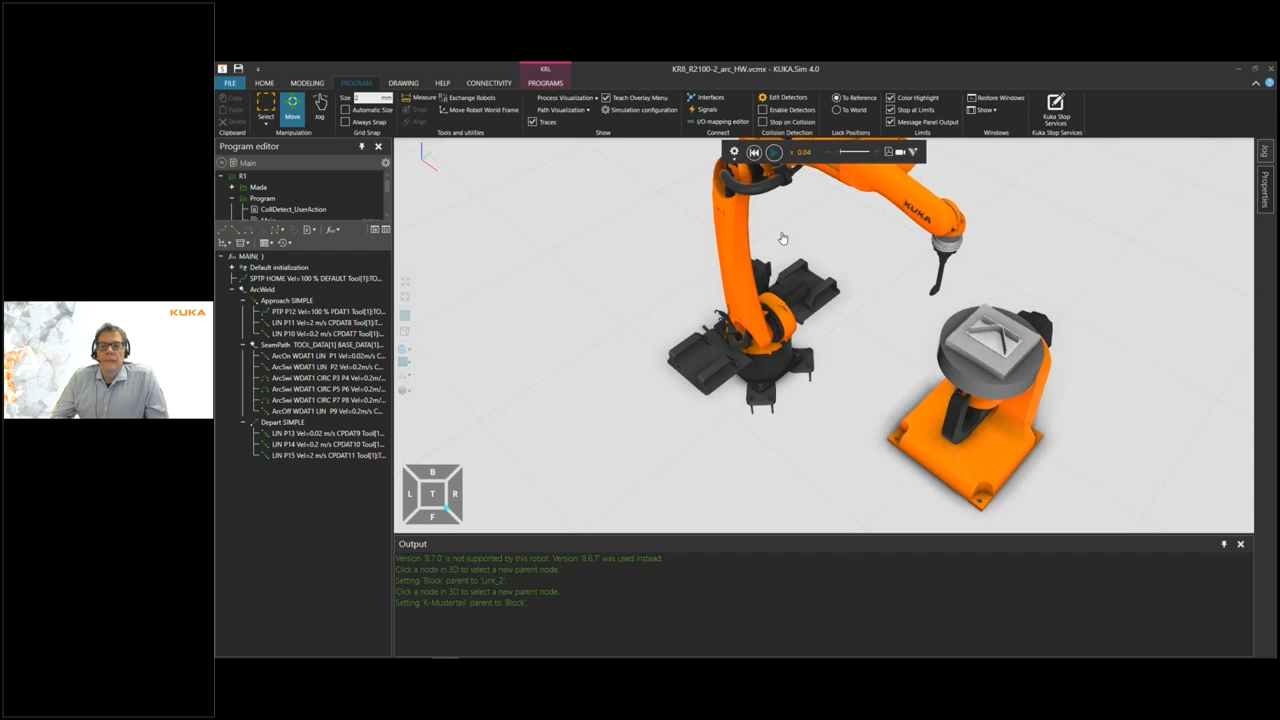 KUKA
KRL
KR8_R2100-2_arc_HW.vcmx - KUKA.Sim 4.0
FILE HOME MODELING PROGRAM DRAWING HELP CONNECTIVITY PROGRAMS
Copy
Paste
Delete
Clipboard
Select
Move
Jog
Manipulation
Size 2 mm
Automatic Size
Always Snap
Grid Snap
Measure
Snap
Align
Exchange Robots
Move Robot World Frame
Simulation configuration
Tools and utilities
Process Visualization
Path Visualization
Traces
Teach Overlay Menu
Show
Interfaces
Signals
I/O mapping editor
Connect
Edit Detectors
Enable Detectors
Stop on Collision
Collision Detection
To Reference
To World
Lock Positions
Color Highlight
Stop at Limits
Message Panel Output
Limits
Restore Windows
Show
Windows
Kuka Stop
Services
Kuka Stop Services
Program editor
Main
R1
Mada
Program
CollDetect_UserAction
MAIN( )
Default initialization
SPTP HOME Vel=100 % DEFAULT Tool[1]:TO...
ArcWeld
Approach SIMPLE
PTP P12 Vel=100 % PDAT1 Tool[1]:TO...
LIN P11 Vel=2 m/s CPDAT8 Tool[1]:T...
LIN P10 Vel=0.2 m/s CPDAT7 Tool[1]:...
SeamPath TOOL_DATA[1] BASE_DATA[1]...
ArcOn WDAT1 LIN P1 Vel=0.02m/s C...
ArcSwi WDAT1 LIN P2 Vel=0.2m/s C...
ArcSwi WDAT1 CIRC P3 P4 Vel=0.2m/...
ArcSwi WDAT1 CIRC P5 P6 Vel=0.2m/...
ArcSwi WDAT1 CIRC P7 P8 Vel=0.2m/...
ArcOff WDAT1 LIN P9 Vel=0.2m/s C...
Depart SIMPLE
LIN P13 Vel=0.02 m/s CPDAT9 Tool[1...
LIN P14 Vel=0.2 m/s CPDAT10 Tool[1...
LIN P15 Vel=2 m/s CPDAT11 Tool[1]:T...
x 0.04
KUKA
B
L T R
F
Jog
Properties
Output
Version '8.7.0' is not supported by this robot. Version '8.6.7' was used instead.
Click a node in 3D to select a new parent node.
Setting 'Block' parent to 'Link_2'.
Click a node in 3D to select a new parent node.
Setting 'K-Musterteil' parent to 'Block'.